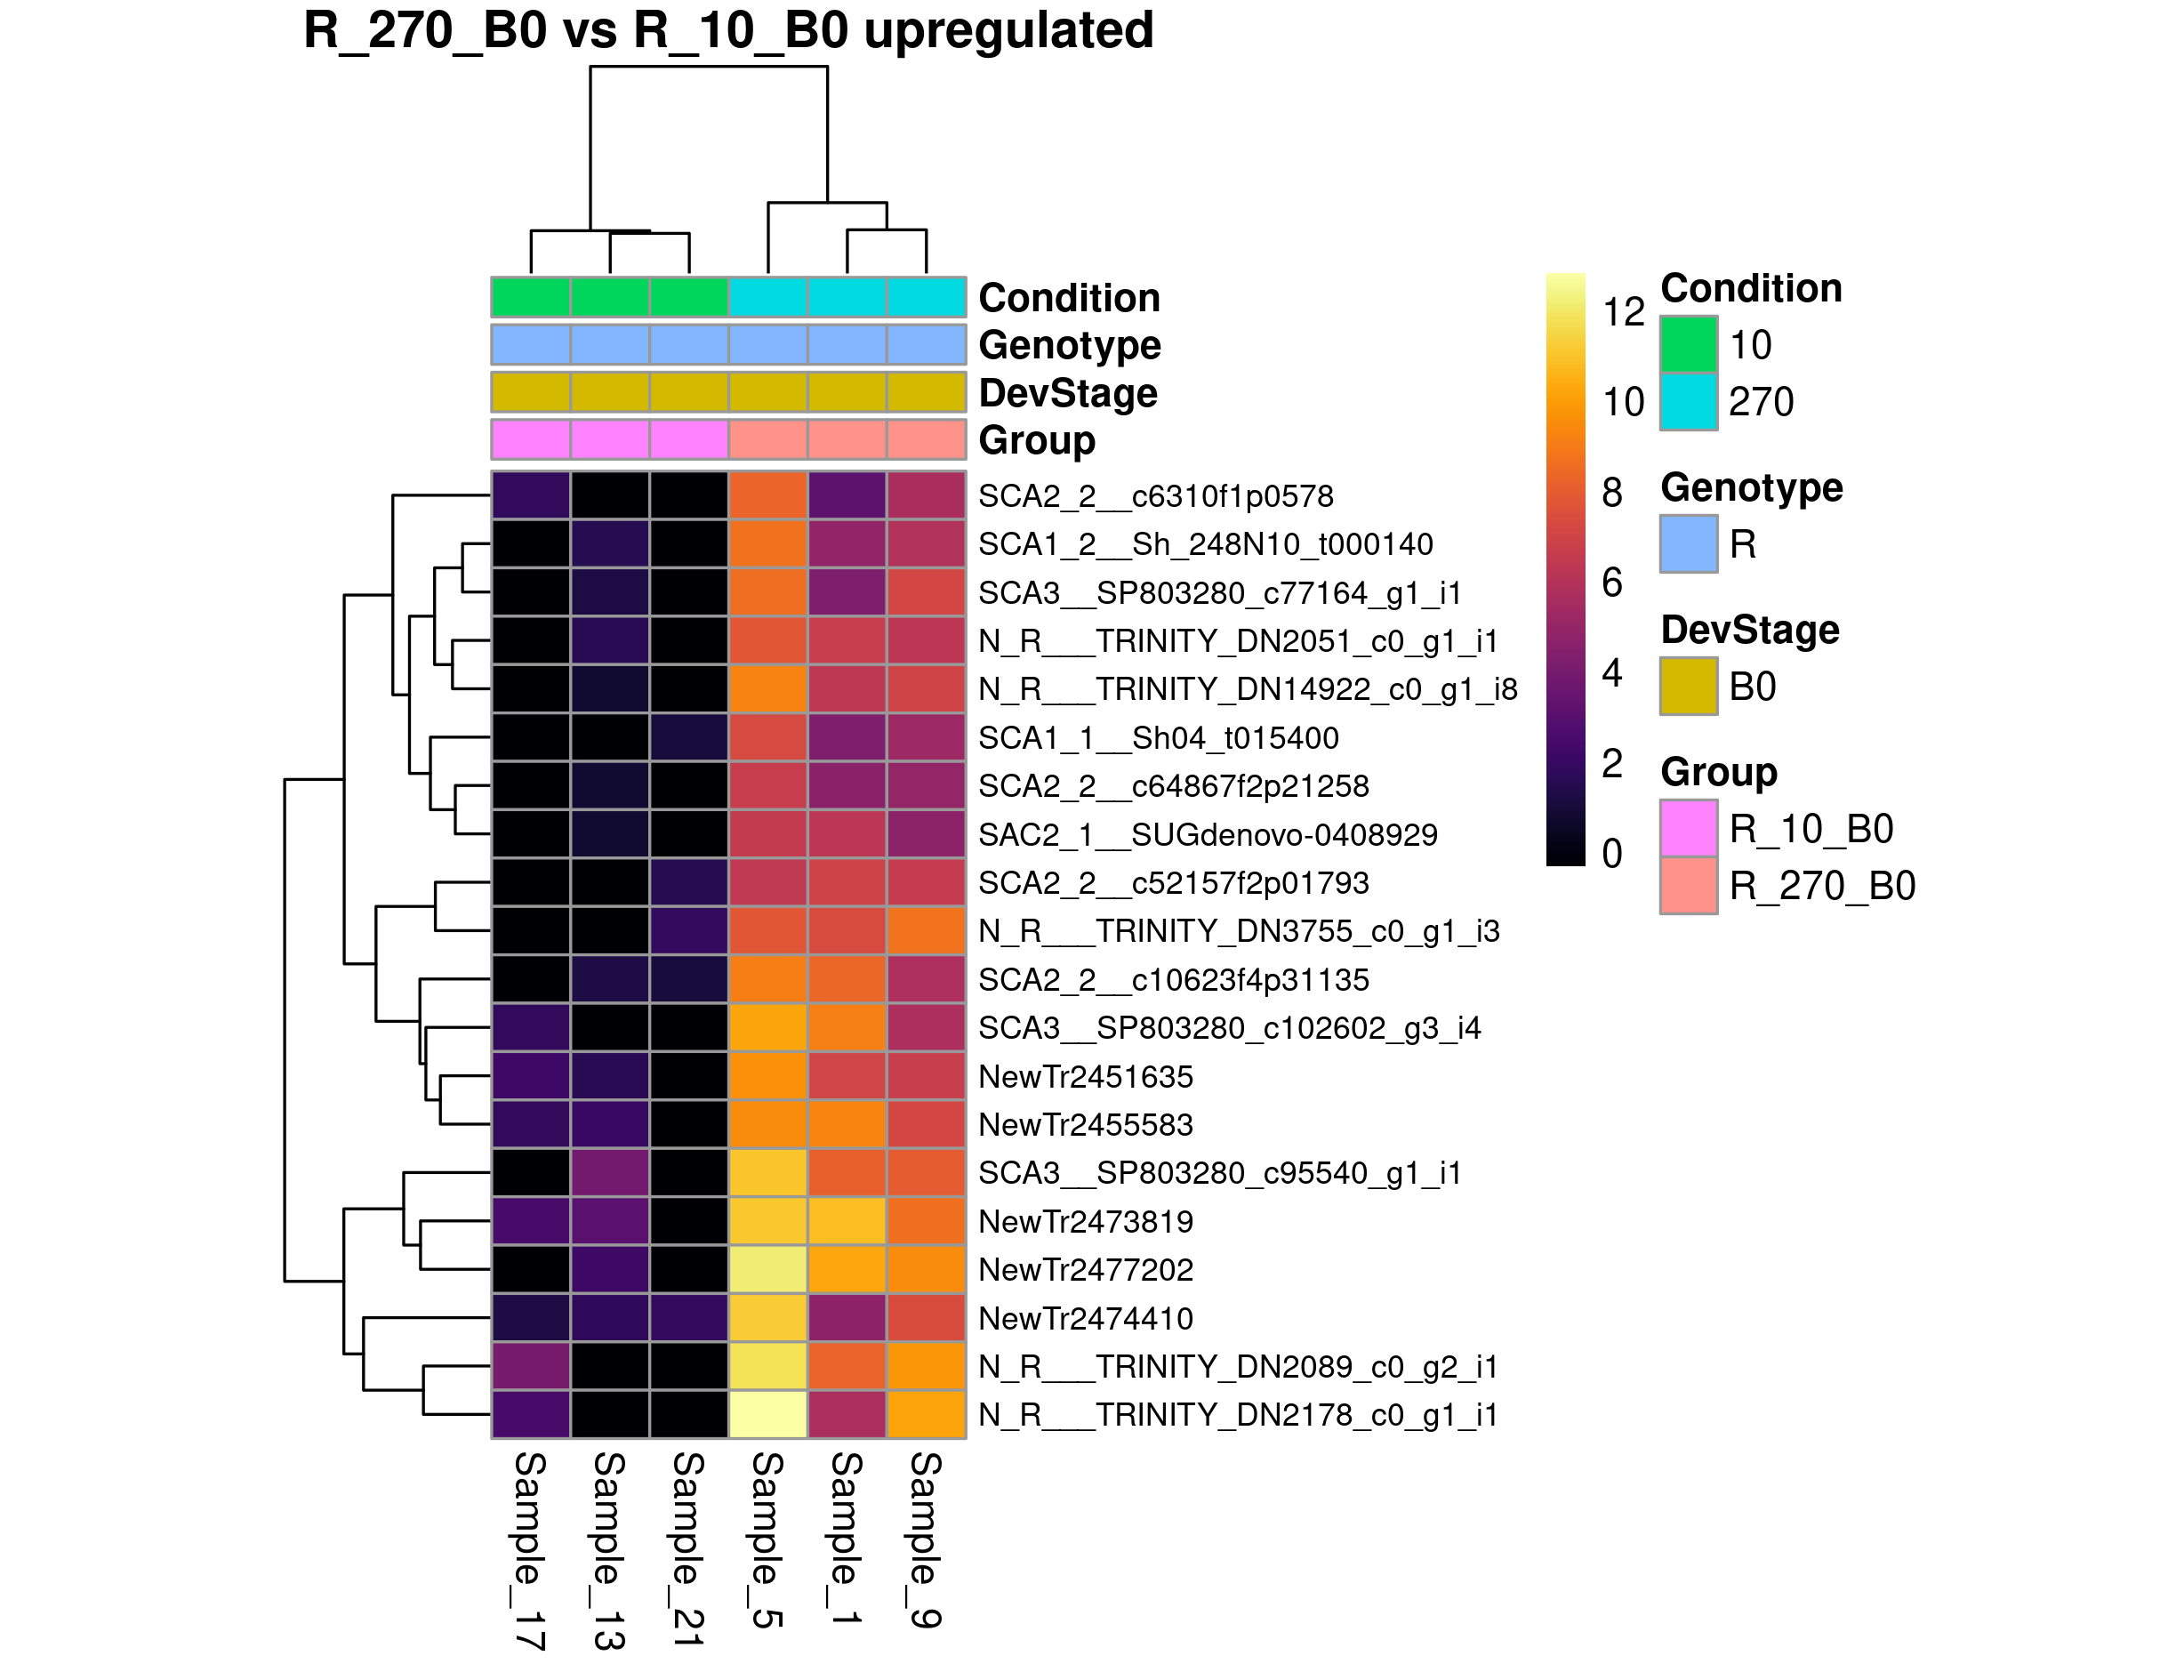 R_270_B0 vs R_10_B0 upregulated
Condition
Genotype
DevStage
Group
SCA2_2__c6310f1p0578
SCA1_2__Sh_248N10_t000140
SCA3__SP803280_c77164_g1_i1
N_R___TRINITY_DN2051_c0_g1_i1
N_R___TRINITY_DN14922_c0_g1_i8
SCA1_1__Sh04_t015400
SCA2_2__c64867f2p21258
SAC2_1__SUGdenovo-0408929
SCA2_2__c52157f2p01793
N_R___TRINITY_DN3755_c0_g1_i3
SCA2_2__c10623f4p31135
SCA3__SP803280_c102602_g3_i4
NewTr2451635
NewTr2455583
SCA3__SP803280_c95540_g1_i1
NewTr2473819
NewTr2477202
NewTr2474410
N_R___TRINITY_DN2089_c0_g2_i1
N_R___TRINITY_DN2178_c0_g1_i1
Sample_17
Sample_13
Sample_21
Sample_5
Sample_1
Sample_9
12
10
8
6
4
2
0
Condition
10
270
Genotype
R
DevStage
B0
Group
R_10_B0
R_270_B0